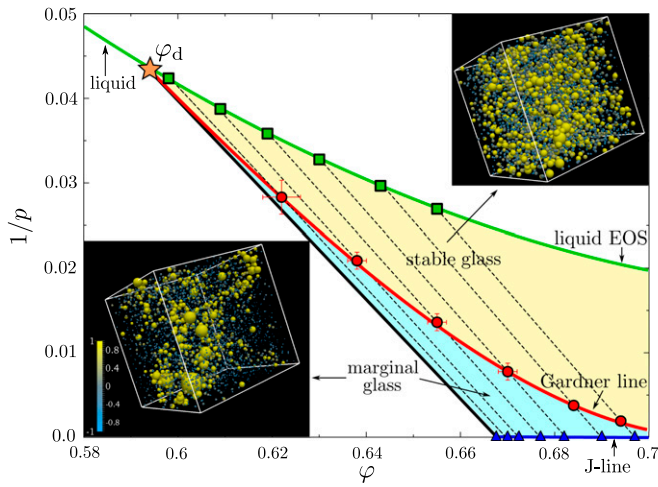 0.05
0.04
0.03
0.02
0.01
0.0
1/p
0.58
0.6
0.62
0.64
0.66
0.68
0.7
φ
φd
liquid
liquid EOS
stable glass
marginal
glass
Gardner line
J-line
1
0.8
0.4
0
-0.4
-0.8
-1